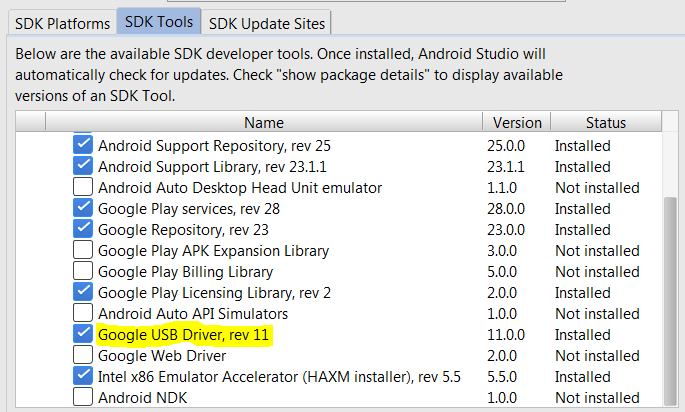 SDK Platforms SDK Tools SDK Update Sites
Below are the available SDK developer tools. Once installed, Android Studio will
automatically check for updates. Check "show package details" to display available
versions of an SDK Tool.
Name Version Status
Android Support Repository, rev 25 25.0.0 Installed
Android Support Library, rev 23.1.1 23.1.1 Installed
Android Auto Desktop Head Unit emulator 1.1.0 Not installed
Google Play services, rev 28 28.0.0 Installed
Google Repository, rev 23 23.0.0 Installed
Google Play APK Expansion Library 3.0.0 Not installed
Google Play Billing Library 5.0.0 Not installed
Google Play Licensing Library, rev 2 2.0.0 Installed
Android Auto API Simulators 1.0.0 Not installed
Google USB Driver, rev 11 11.0.0 Installed
Google Web Driver 2.0.0 Not installed
Intel x86 Emulator Accelerator (HAXM installer), rev 5.5 5.5.0 Installed
Android NDK 1.0.0 Not installed